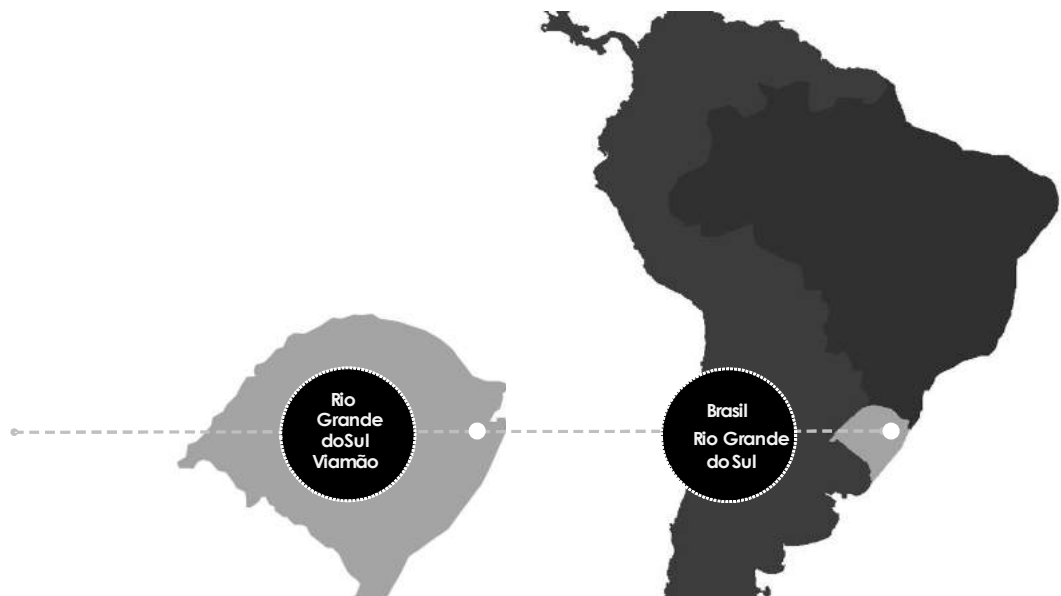 Rio
Grande
doSul
Viamão
Brasil
Rio Grande
do Sul